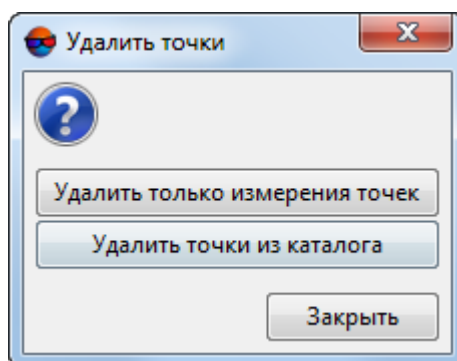 Удалить точки
Удалить только измерения точек
Удалить точки из каталога
Закрыть